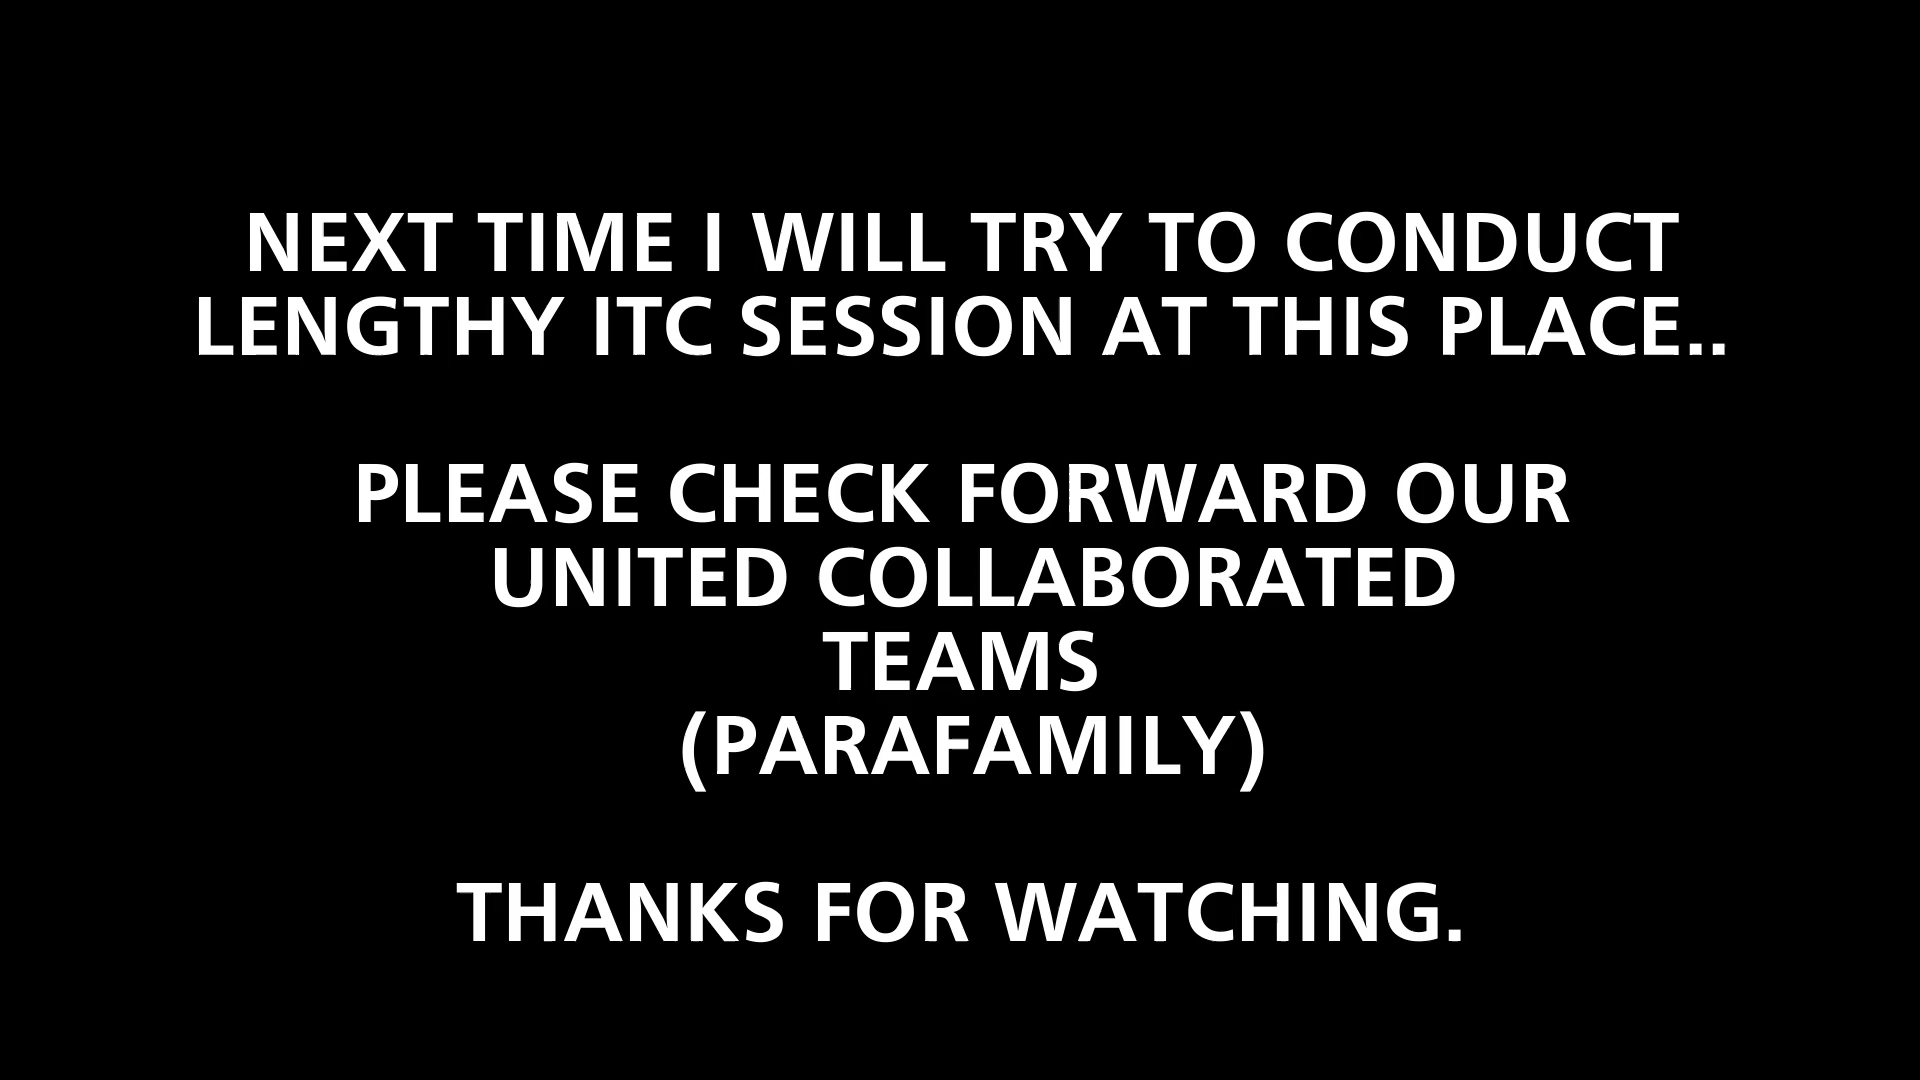 NEXT TIME I WILL TRY TO CONDUCT
LENGTHY ITC SESSION AT THIS PLACE..
PLEASE CHECK FORWARD OUR
UNITED COLLABORATED
TEAMS
(PARAFAMILY)
THANKS FOR WATCHING.